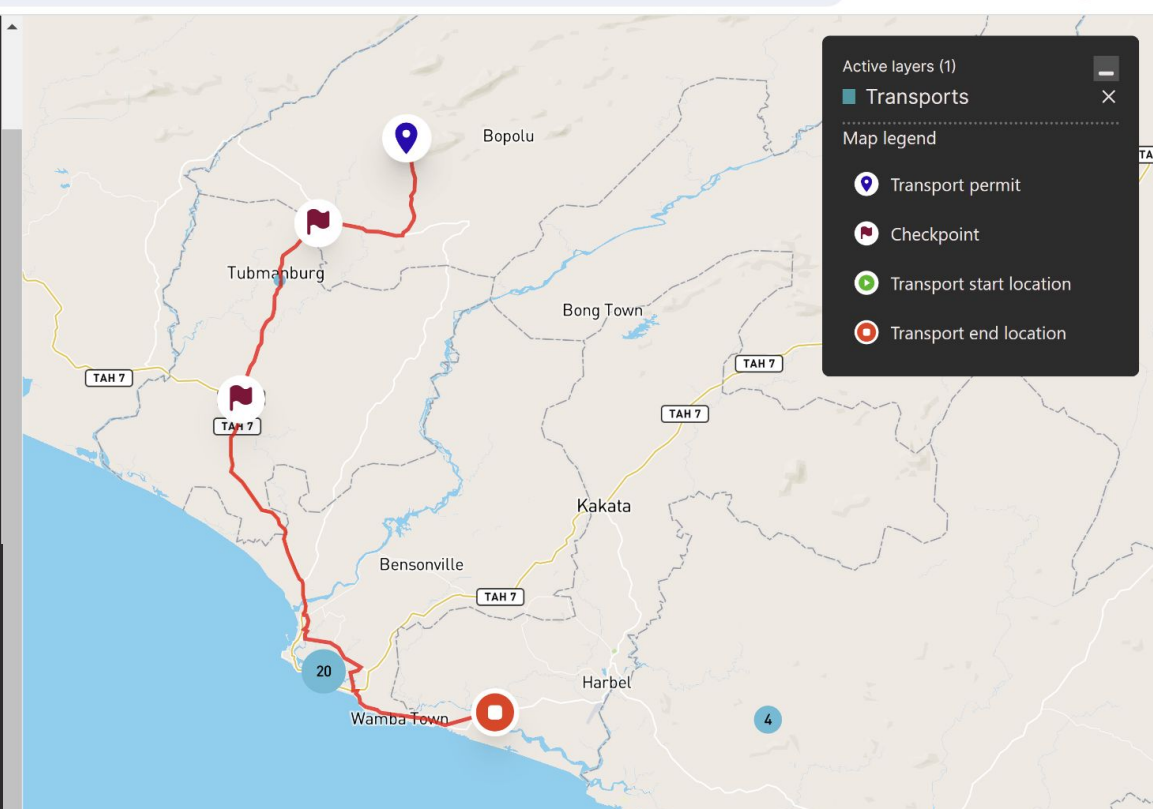 Active layers (1)
Transports
Map legend
Transport permit
Checkpoint
Transport start location
Transport end location
Bopolu
TA
Tubmanburg
Bong Town
TAH 7
TAH 7
TAH 7
TAH 7
Kakata
Bensonville
TAH 7
20
Harbel
Wamba Town
4